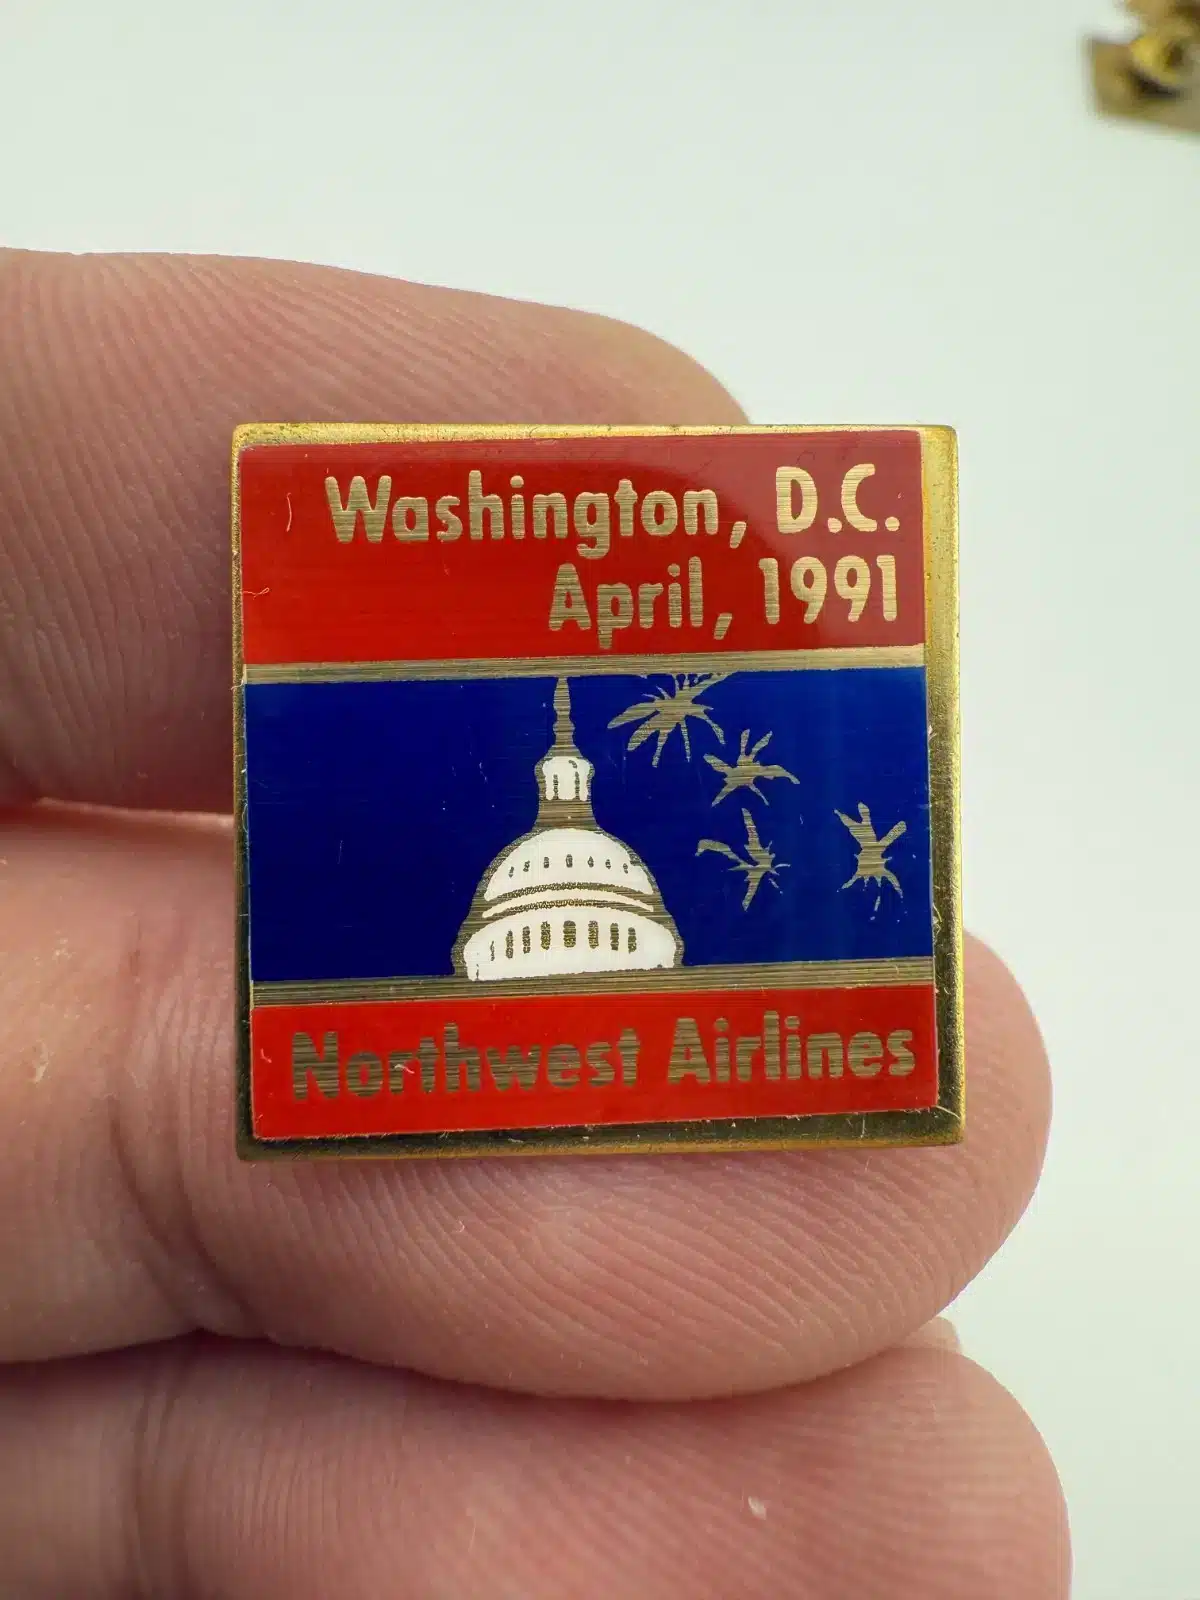 Washington, D.C.
April, 1991
Northwest Airlines